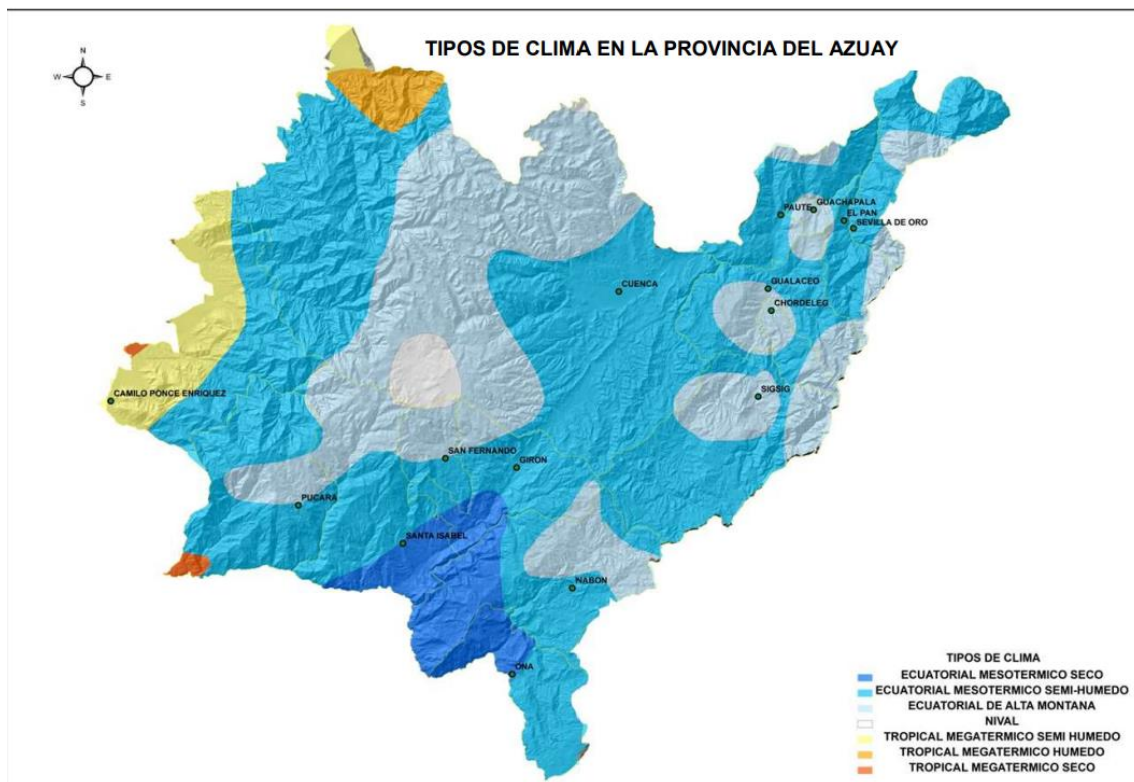 TIPOS DE CLIMA EN LA PROVINCIA DEL AZUAY
N
W E
S
PAUTE
GUACHAPALA
EL PAN
SEVILLA DE ORO
CUENCA
GUALACEO
CHORDELEG
CAMILO PONCE ENRIQUEZ
SIGSIG
SAN FERNANDO
GIRON
PUCARA
SANTA ISABEL
NABON
ONA
TIPOS DE CLIMA
ECUATORIAL MESOTERMICO SECO
ECUATORIAL MESOTERMICO SEMI-HUMEDO
ECUATORIAL DE ALTA MONTANA
NIVAL
TROPICAL MEGATERMICO SEMI HUMEDO
TROPICAL MEGATERMICO HUMEDO
TROPICAL MEGATERMICO SECO